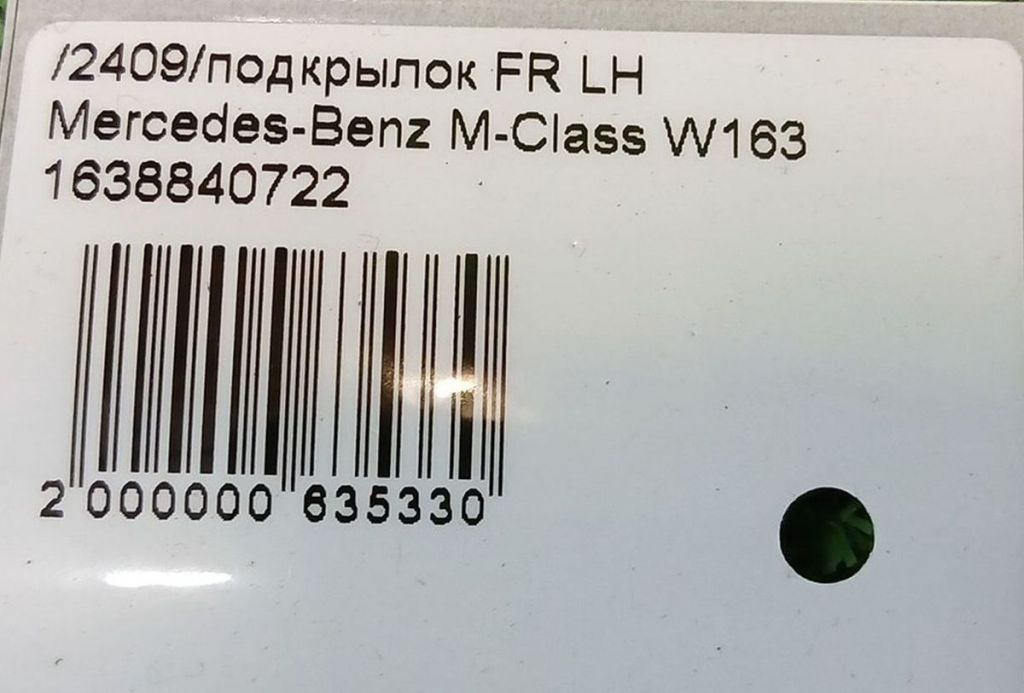 /2409/подкрылок FR LH
Mercedes-Benz M-Class W163
1638840722
2 000000 635330